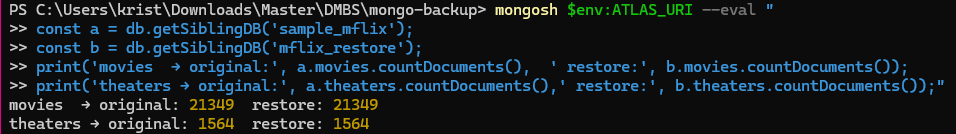 PS C:\Users\krist\Downloads\Master\DMBS\mongo-backup> mongosh $env:ATLAS_URI --eval "
>> const a = db.getSiblingDB('sample_mflix');
>> const b = db.getSiblingDB('mflix_restore');
>> print('movies  → original:', a.movies.countDocuments(),  ' restore:', b.movies.countDocuments());
>> print('theaters → original:', a.theaters.countDocuments(),' restore:', b.theaters.countDocuments());"
movies  → original: 21349  restore: 21349
theaters → original: 1564  restore: 1564